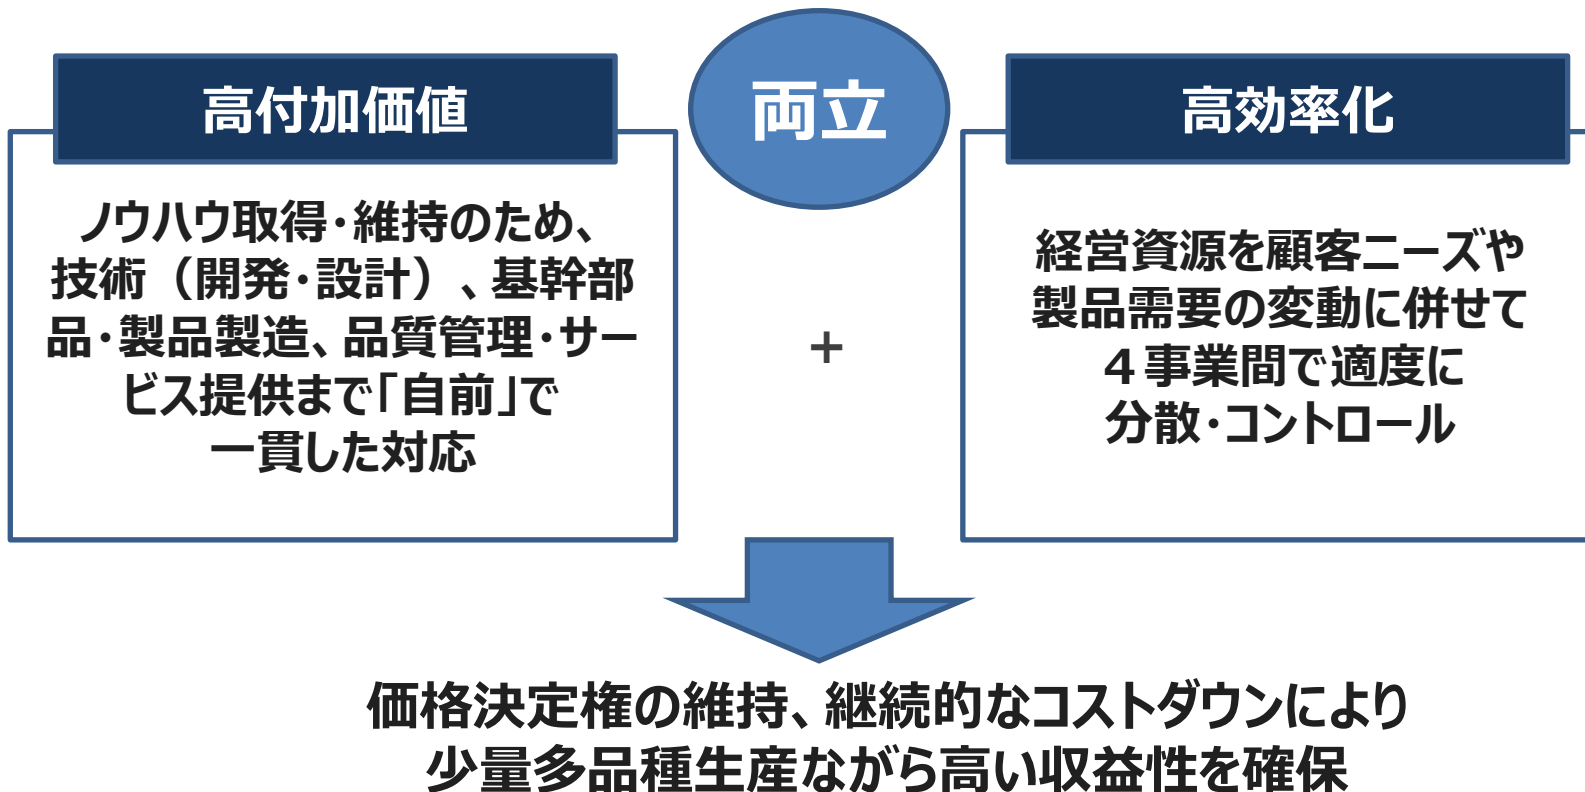 両立
高付加価値
ノウハウ取得・維持のため、
技術（開発・設計）、基幹部
品・製品製造、品質管理・サー
ビス提供まで「自前」で
一貫した対応
+
高効率化
経営資源を顧客ニーズや
製品需要の変動に併せて
４事業間で適度に
分散・コントロール
価格決定権の維持、継続的なコストダウンにより
少量多品種生産ながら高い収益性を確保